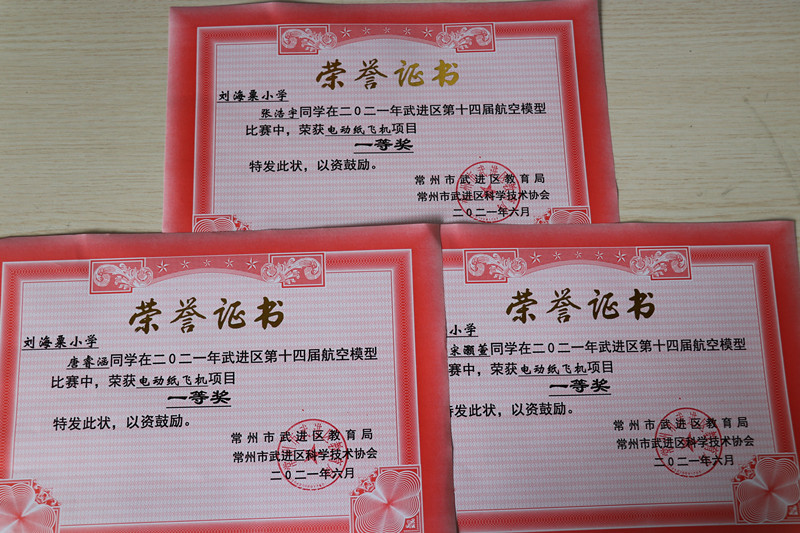 荣誉证书
刘海粟小学
张浩宇同学在二〇二一年武进区第十四届航空模型
比赛中，荣获电动纸飞机项目
一等奖
特发此状，以资鼓励。
常州市武进区教育局
常州市武进区科学技术协会
二〇二一年六月
荣誉证书
刘海粟小学
唐睿涵同学在二〇二一年武进区第十四届航空模型
比赛中，荣获电动纸飞机项目
一等奖
特发此状，以资鼓励。
常州市武进区教育局
常州市武进区科学技术协会
二〇二一年六月
荣誉证书
小学
宋灏萱同学在二〇二一年武进区第十四届航空模型
比赛中，荣获电动纸飞机项目
一等奖
特发此状，以资鼓励。
常州市武进区教育局
常州市武进区科学技术协会
二〇二一年六月